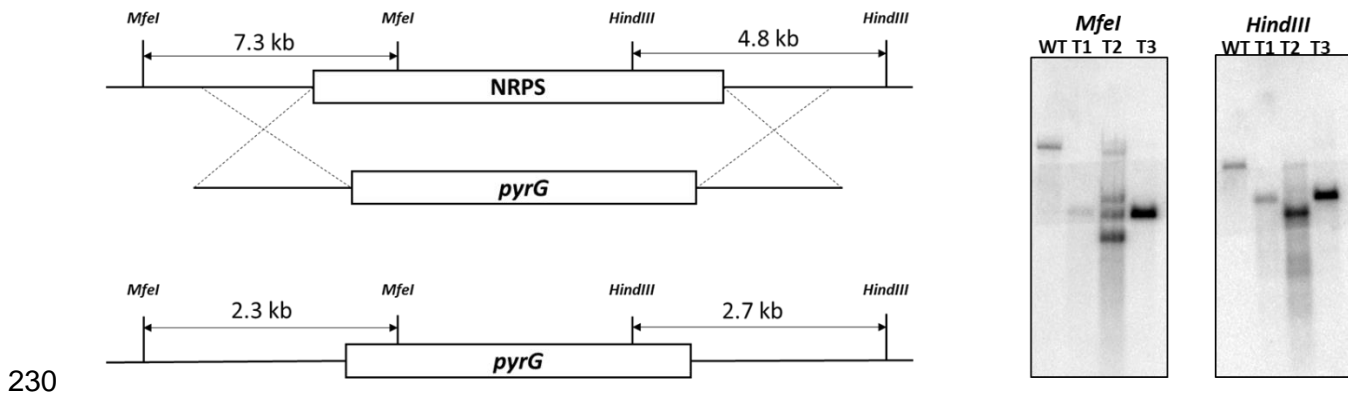 MfeI MfeI HindIII HindIII
7.3 kb 4.8 kb
NRPS
pyrG
MfeI MfeI HindIII HindIII
2.3 kb 2.7 kb
pyrG
230
MfeI
WT T1 T2 T3
HindIII
WT T1 T2 T3